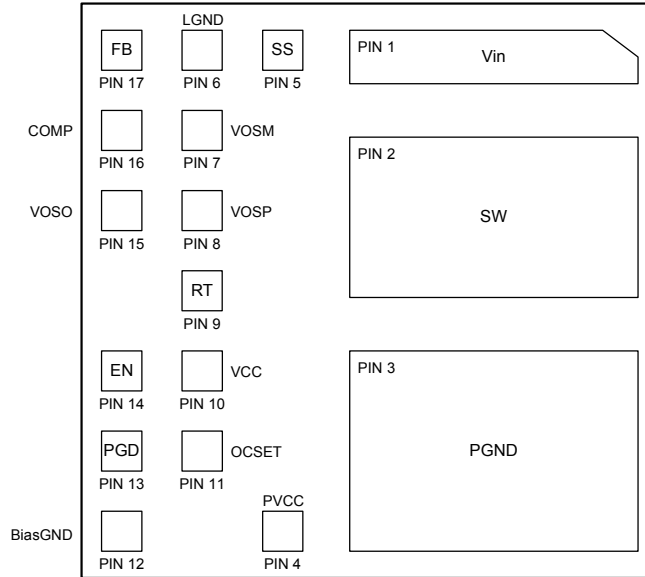 LGND
FB
SS
PIN 1
Vin
PIN 17
PIN 6
PIN 5
COMP
VOSM
PIN 16
PIN 7
PIN 2
VOSO
VOSP
SW
PIN 15
PIN 8
RT
PIN 9
EN
VCC
PIN 3
PIN 14
PIN 10
PGD
OCSET
PGND
PIN 13
PIN 11
PVCC
BiasGND
PIN 12
PIN 4